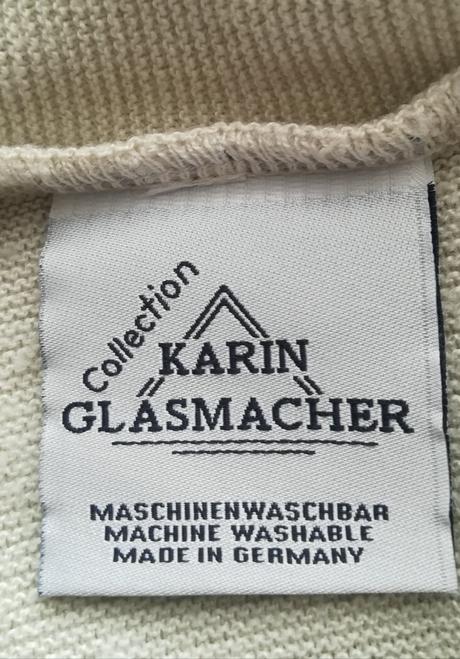 Collection
KARIN
GLASMACHER
MASCHINENWASCHBAR
MACHINE WASHABLE
MADE IN GERMANY